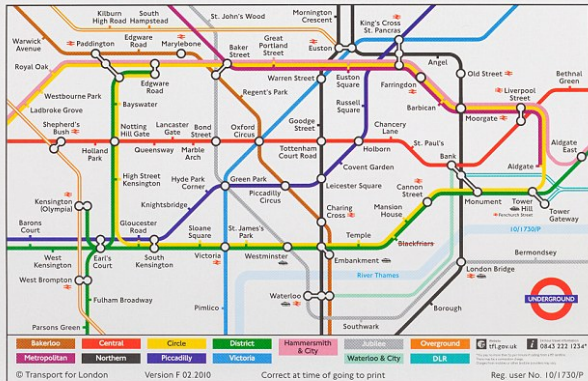 Kilburn
High Road
South
Hampstead
St. John's Wood
Mornington
Crescent
King's Cross
St. Pancras
Warwick
Avenue
Paddington
Edgware
Road
Marylebone
Baker
Street
Great
Portland
Street
Euston
Angel
Royal Oak
Edgware
Road
Warren Street
Euston
Square
Farringdon
Old Street
Liverpool
Street
Bethnal
Green
Westbourne Park
Ladbroke Grove
Bayswater
Regent's Park
Russell
Square
Barbican
Moorgate
Shepherd's
Bush
Notting
Hill Gate
Lancaster
Gate
Bond
Street
Oxford
Circus
Goodge
Street
Chancery
Lane
St. Paul's
Aldgate
East
Holland
Park
Queensway
Marble
Arch
Tottenham
Court Road
Holborn
Bank
Aldgate
High Street
Kensington
Hyde Park
Corner
Green Park
Covent Garden
Leicester Square
Cannon
Street
Kensington
(Olympia)
Knightsbridge
Piccadilly
Circus
Mansion
House
Monument
Tower
Hill
Fenchurch Street
Tower
Gateway
Barons
Court
Gloucester
Road
Sloane
Square
St. James's
Park
Charing
Cross
Temple
Blackfriars
10/1730/P
West
Kensington
Earl's
Court
South
Kensington
Victoria
Westminster
Embankment
Bermondsey
West Brompton
River Thames
London Bridge
Fulham Broadway
Pimlico
Waterloo
Borough
UNDERGROUND
Parsons Green
Southwark
Bakerloo
Central
Circle
District
Hammersmith
& City
Jubilee
Overground
tfl.gov.uk
0843 222 1234*
Metropolitan
Northern
Piccadilly
Victoria
Waterloo & City
DLR
© Transport for London
Version F 02.2010
Correct at time of going to print
Reg. user No. 10/1730/P